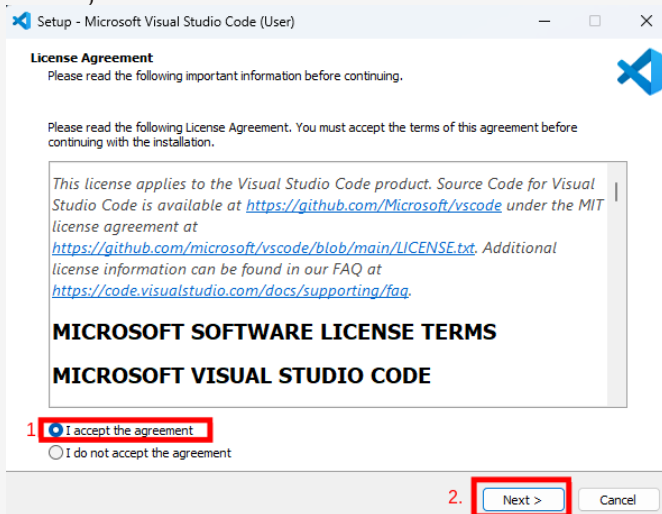 Setup - Microsoft Visual Studio Code (User)
License Agreement
Please read the following important information before continuing.
Please read the following License Agreement. You must accept the terms of this agreement before
continuing with the installation.
This license applies to the Visual Studio Code product. Source Code for Visual
Studio Code is available at https://github.com/Microsoft/vscode under the MIT
license agreement at
https://github.com/microsoft/vscode/blob/main/LICENSE.txt. Additional
license information can be found in our FAQ at
https://code.visualstudio.com/docs/supporting/faq.
MICROSOFT SOFTWARE LICENSE TERMS
MICROSOFT VISUAL STUDIO CODE
1. I accept the agreement
I do not accept the agreement
2. Next > Cancel